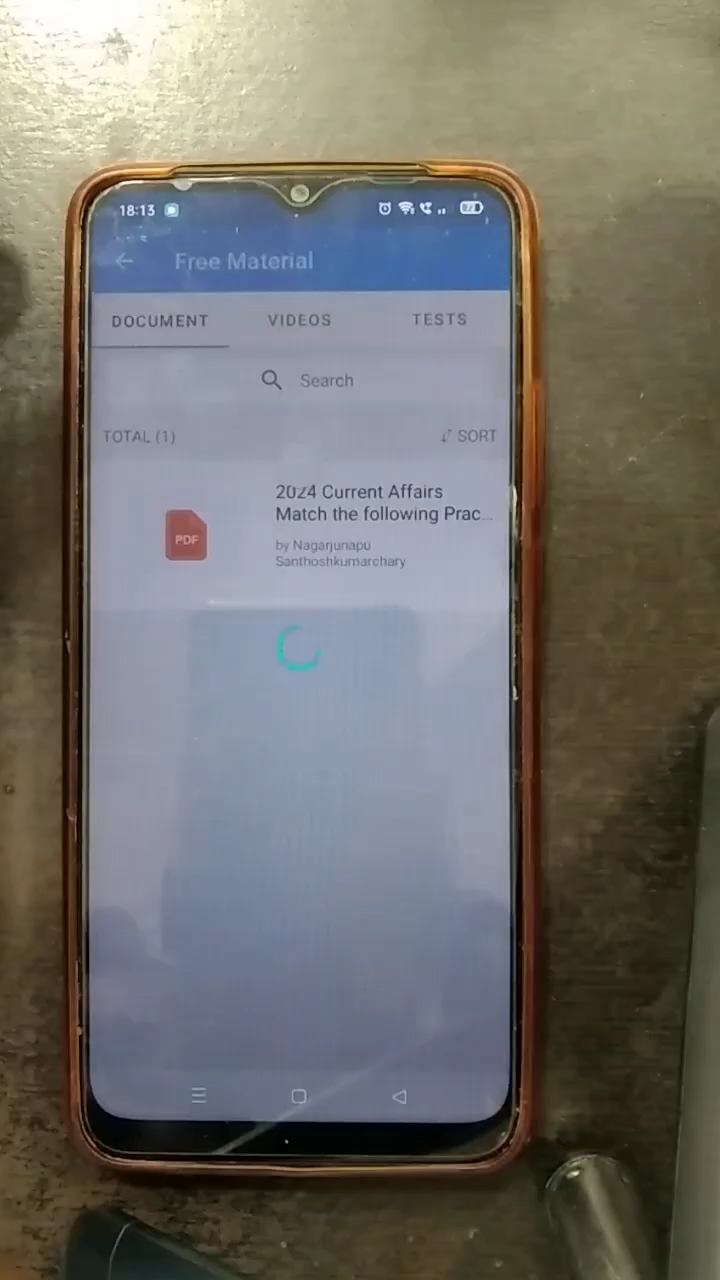 18:13
Free Material
DOCUMENT VIDEOS TESTS
Search
TOTAL (1) SORT
2024 Current Affairs
Match the following Prac...
PDF
by Nagarjunapu
Santhoshkumarchary